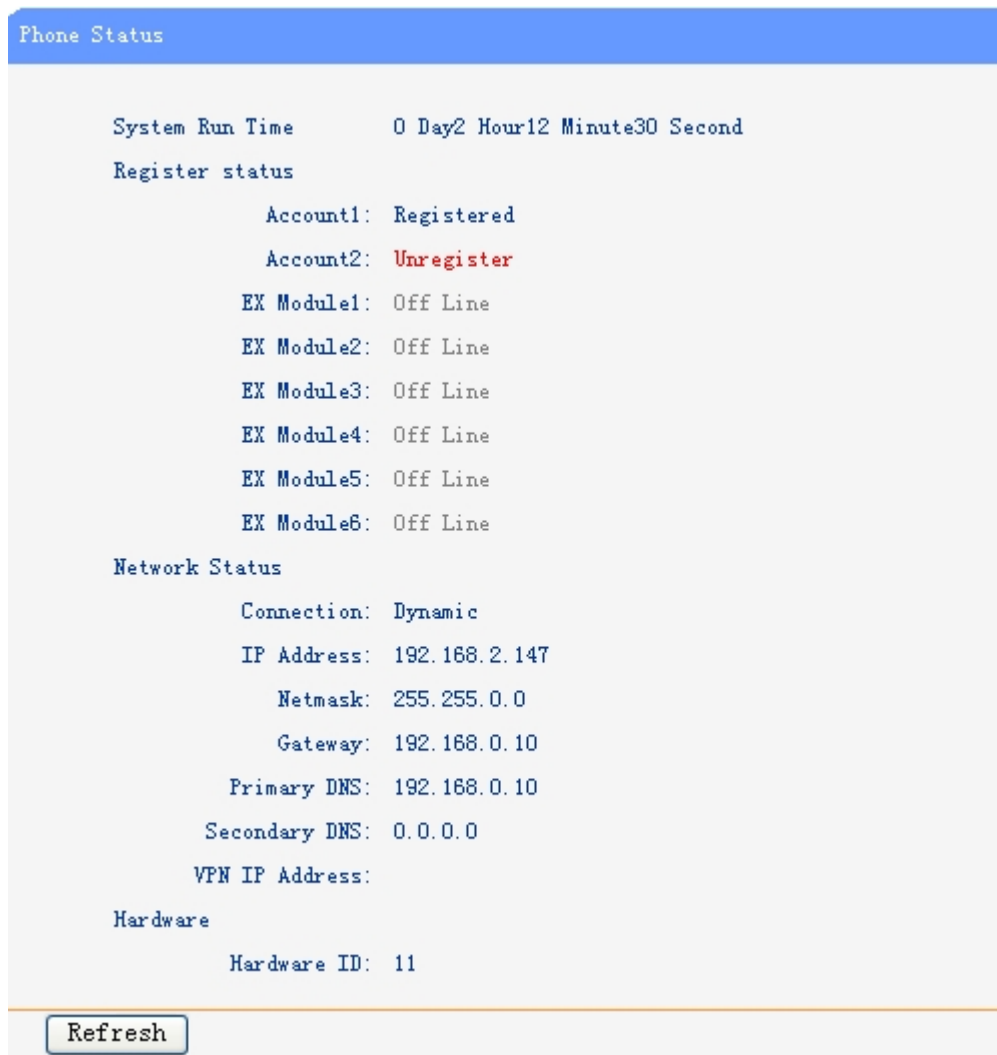 Phone Status
System Run Time 0 Day2 Hour12 Minute30 Second
Register status
Account1: Registered
Account2: Unregister
EX Module1: Off Line
EX Module2: Off Line
EX Module3: Off Line
EX Module4: Off Line
EX Module5: Off Line
EX Module6: Off Line
Network Status
Connection: Dynamic
IP Address: 192.168.2.147
Netmask: 255.255.0.0
Gateway: 192.168.0.10
Primary DNS: 192.168.0.10
Secondary DNS: 0.0.0.0
VPN IP Address:
Hardware
Hardware ID: 11
Refresh